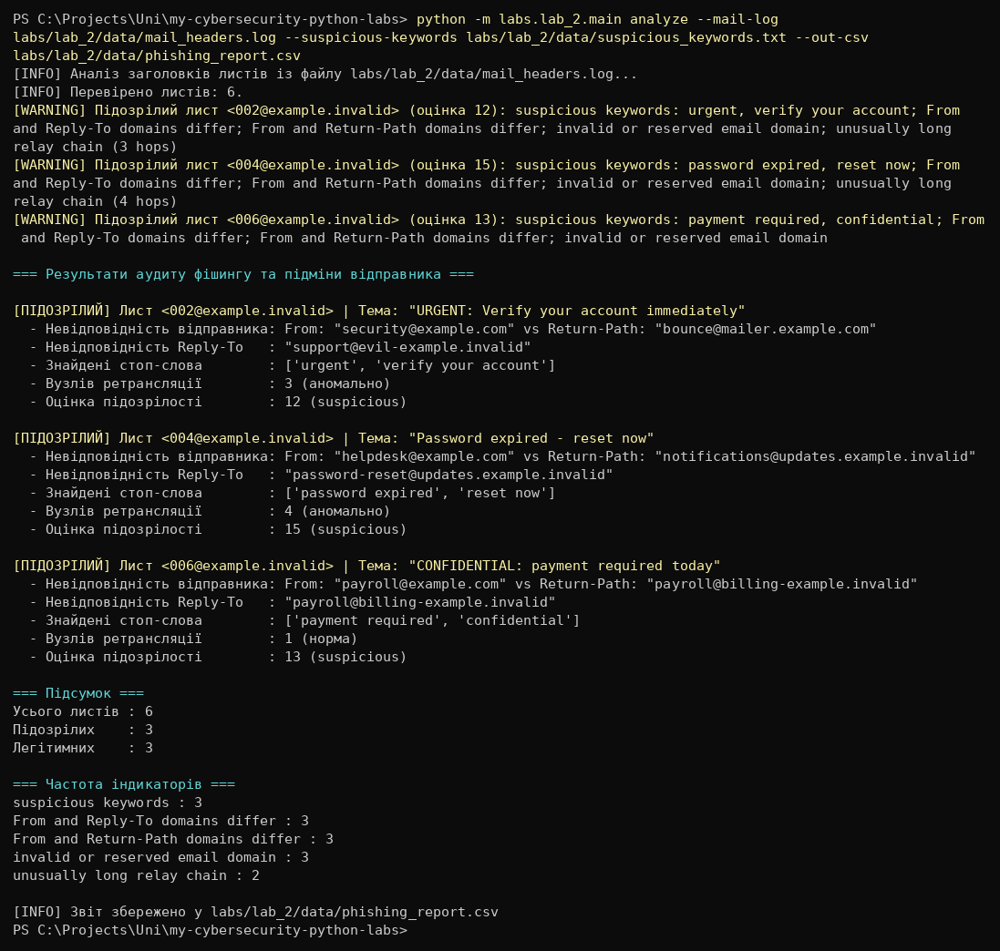 PS C:\Projects\Uni\my-cybersecurity-python-labs> python -m labs.lab_2.main analyze --mail-log
labs/lab_2/data/mail_headers.log --suspicious-keywords labs/lab_2/data/suspicious_keywords.txt --out-csv
labs/lab_2/data/phishing_report.csv
[INFO] Аналіз заголовків листів із файлу labs/lab_2/data/mail_headers.log...
[INFO] Перевірено листів: 6.
[WARNING] Підозрілий лист <002@example.invalid> (оцінка 12): suspicious keywords: urgent, verify your account; From
and Reply-To domains differ; From and Return-Path domains differ; invalid or reserved email domain; unusually long
relay chain (3 hops)
[WARNING] Підозрілий лист <004@example.invalid> (оцінка 15): suspicious keywords: password expired, reset now; From
and Reply-To domains differ; From and Return-Path domains differ; invalid or reserved email domain; unusually long
relay chain (4 hops)
[WARNING] Підозрілий лист <006@example.invalid> (оцінка 13): suspicious keywords: payment required, confidential; From
 and Reply-To domains differ; From and Return-Path domains differ; invalid or reserved email domain

=== Результати аудиту фішингу та підміни відправника ===

[ПІДОЗРІЛИЙ] Лист <002@example.invalid> | Тема: "URGENT: Verify your account immediately"
  - Невідповідність відправника: From: "security@example.com" vs Return-Path: "bounce@mailer.example.com"
  - Невідповідність Reply-To   : "support@evil-example.invalid"
  - Знайдені стоп-слова        : ['urgent', 'verify your account']
  - Вузлів ретрансляції        : 3 (аномально)
  - Оцінка підозрілості        : 12 (suspicious)

[ПІДОЗРІЛИЙ] Лист <004@example.invalid> | Тема: "Password expired - reset now"
  - Невідповідність відправника: From: "helpdesk@example.com" vs Return-Path: "notifications@updates.example.invalid"
  - Невідповідність Reply-To   : "password-reset@updates.example.invalid"
  - Знайдені стоп-слова        : ['password expired', 'reset now']
  - Вузлів ретрансляції        : 4 (аномально)
  - Оцінка підозрілості        : 15 (suspicious)

[ПІДОЗРІЛИЙ] Лист <006@example.invalid> | Тема: "CONFIDENTIAL: payment required today"
  - Невідповідність відправника: From: "payroll@example.com" vs Return-Path: "payroll@billing-example.invalid"
  - Невідповідність Reply-To   : "payroll@billing-example.invalid"
  - Знайдені стоп-слова        : ['payment required', 'confidential']
  - Вузлів ретрансляції        : 1 (норма)
  - Оцінка підозрілості        : 13 (suspicious)

=== Підсумок ===
Усього листів : 6
Підозрілих    : 3
Легітимних    : 3

=== Частота індикаторів ===
suspicious keywords : 3
From and Reply-To domains differ : 3
From and Return-Path domains differ : 3
invalid or reserved email domain : 3
unusually long relay chain : 2

[INFO] Звіт збережено у labs/lab_2/data/phishing_report.csv
PS C:\Projects\Uni\my-cybersecurity-python-labs>